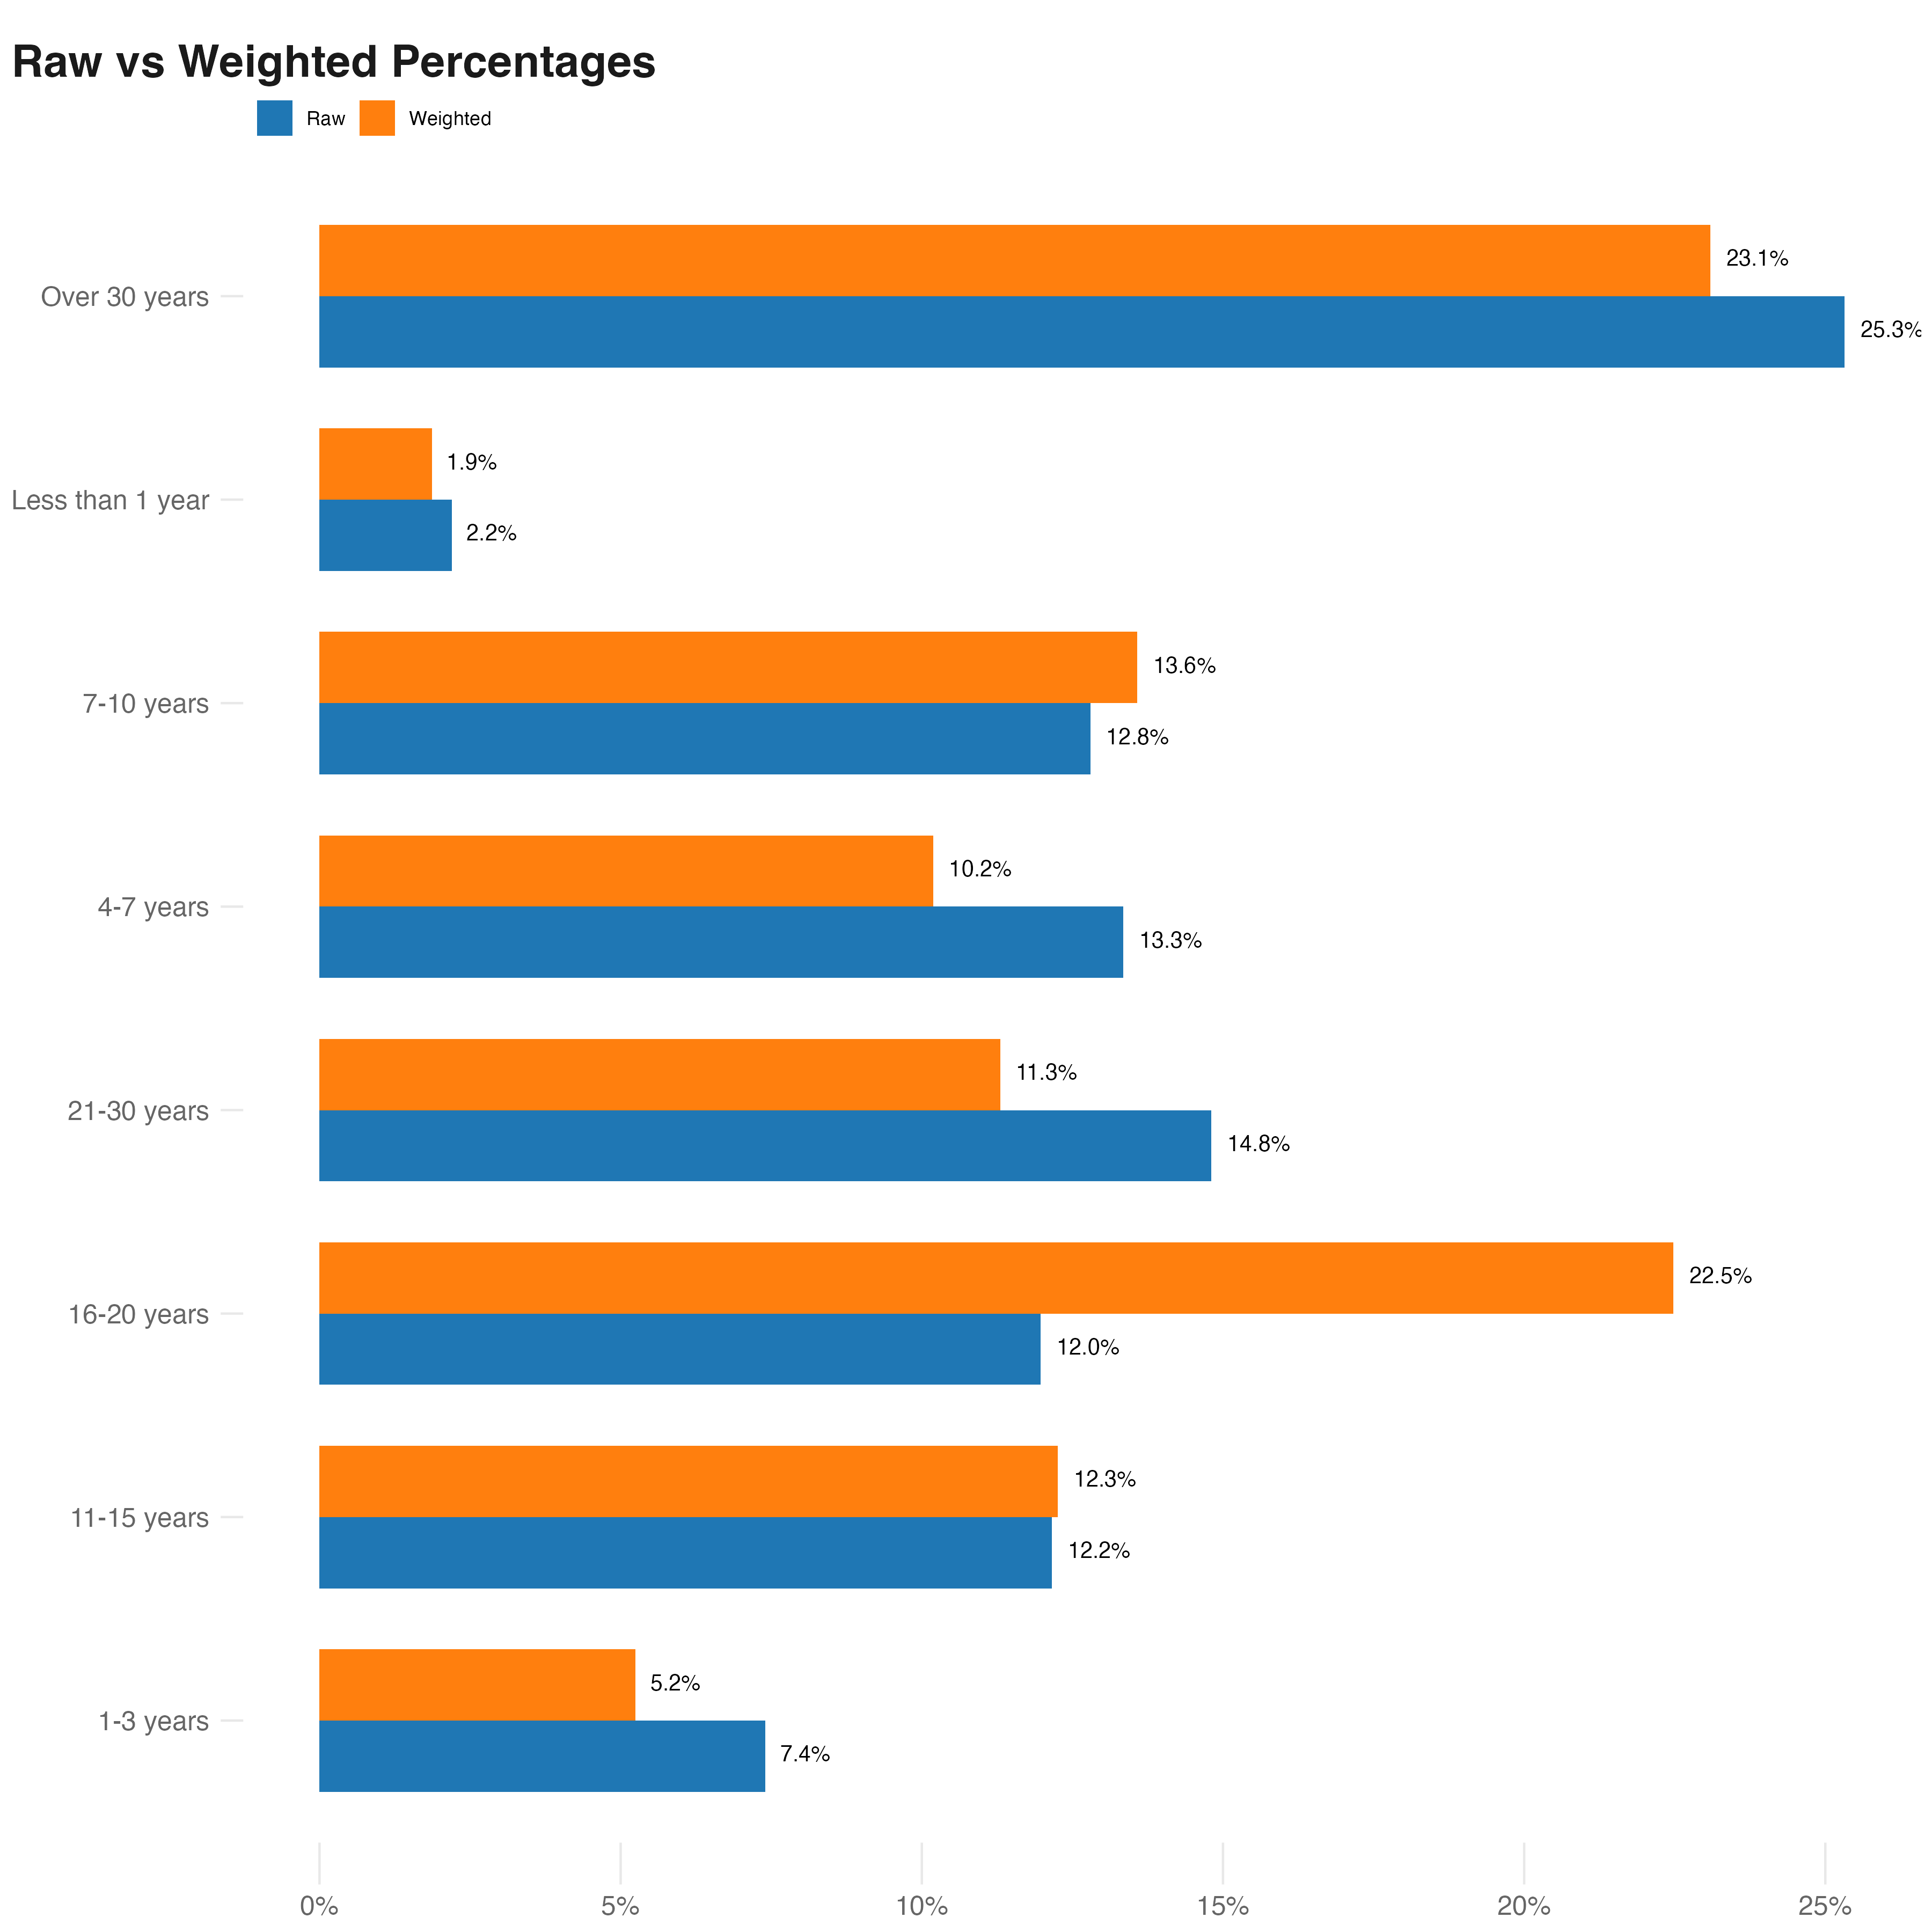 Raw vs Weighted Percentages
Raw Weighted
Over 30 years
23.1%
25.3%
Less than 1 year
1.9%
2.2%
7-10 years
13.6%
12.8%
4-7 years
10.2%
13.3%
21-30 years
11.3%
14.8%
16-20 years
22.5%
12.0%
11-15 years
12.3%
12.2%
1-3 years
5.2%
7.4%
0% 5% 10% 15% 20% 25%